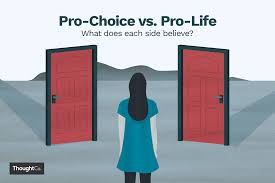 Pro-Choice vs. Pro-Life
What does each side believe?
ThoughtCo.